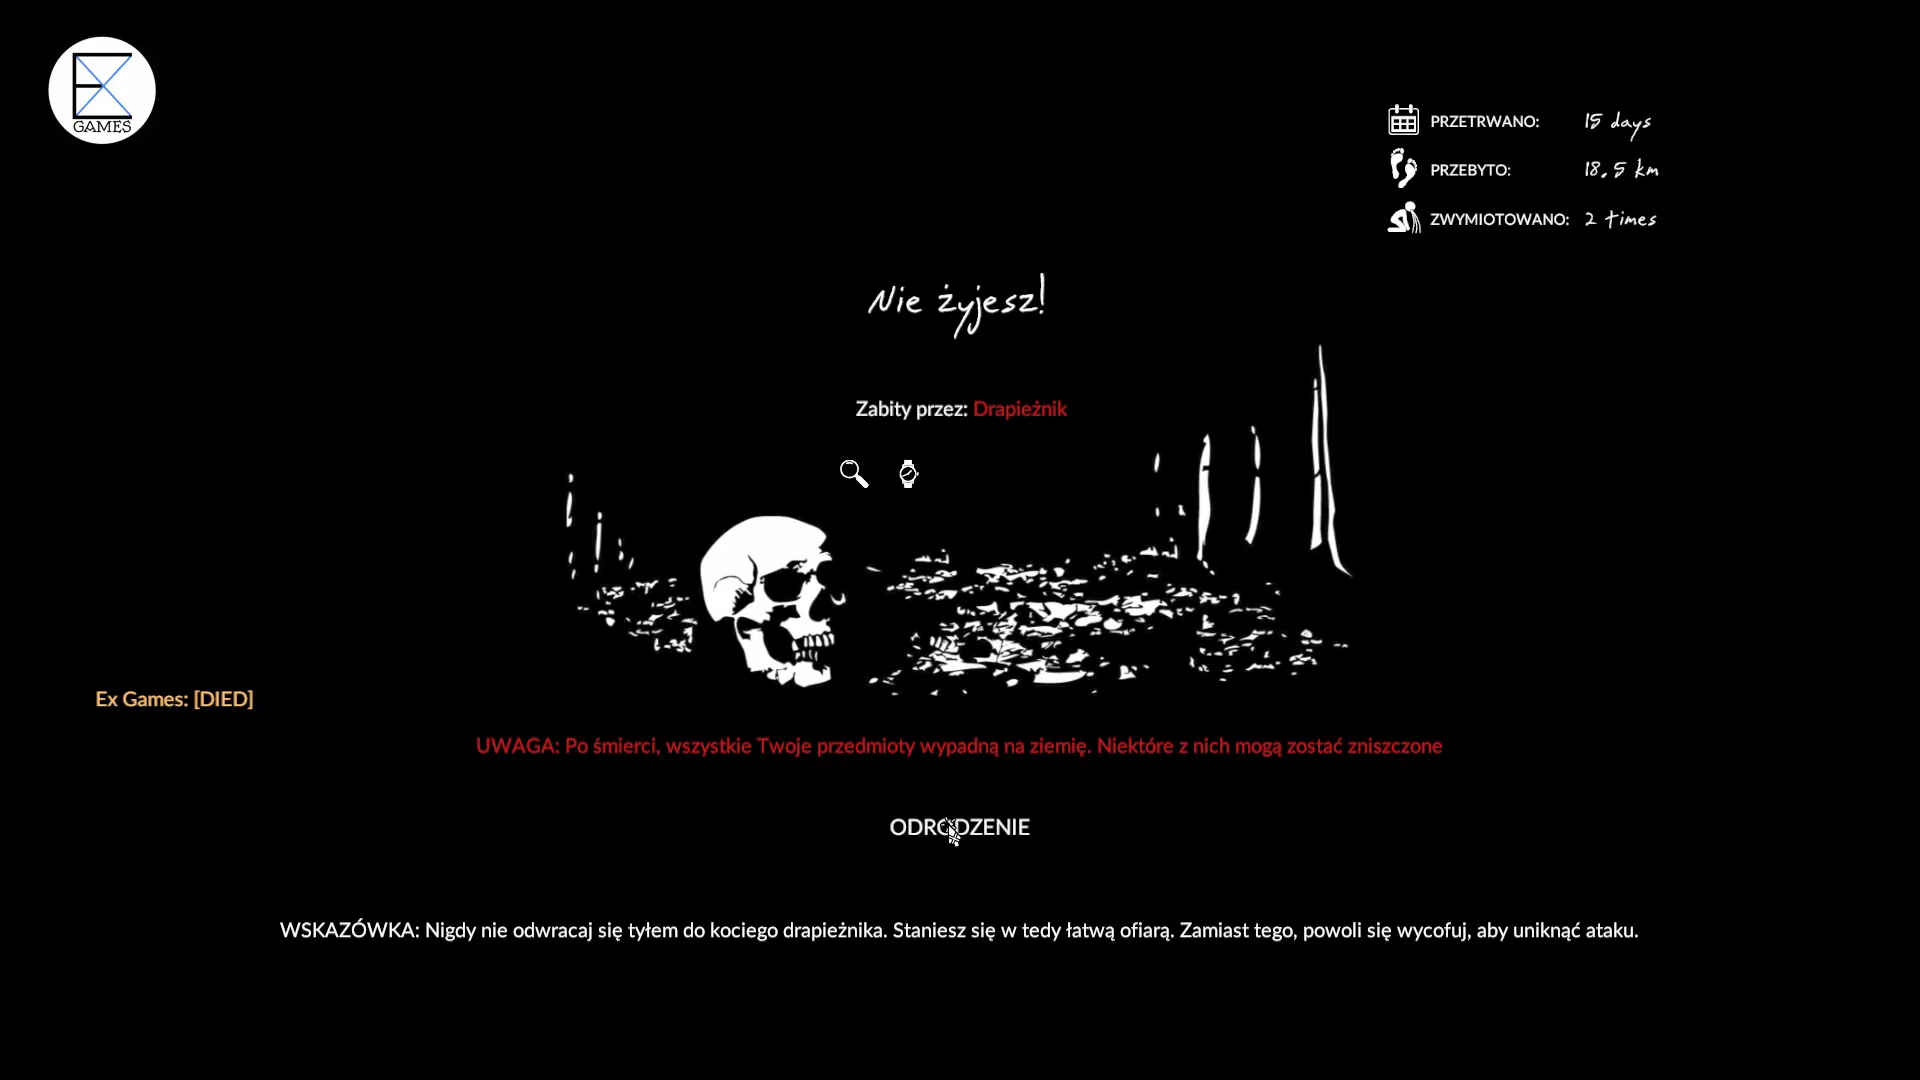 EX
GAMES
PRZETRWANO: 15 days
PRZEBYTO: 18.5 km
ZWYMIOTOWANO: 2 times
Nie żyjesz!
Zabity przez: Drapieżnik
Ex Games: [DIED]
UWAGA: Po śmierci, wszystkie Twoje przedmioty wypadną na ziemię. Niektóre z nich mogą zostać zniszczone
ODRODZENIE
WSKAZÓWKA: Nigdy nie odwracaj się tyłem do kociego drapieżnika. Staniesz się w tedy łatwą ofiarą. Zamiast tego, powoli się wycofuj, aby uniknąć ataku.